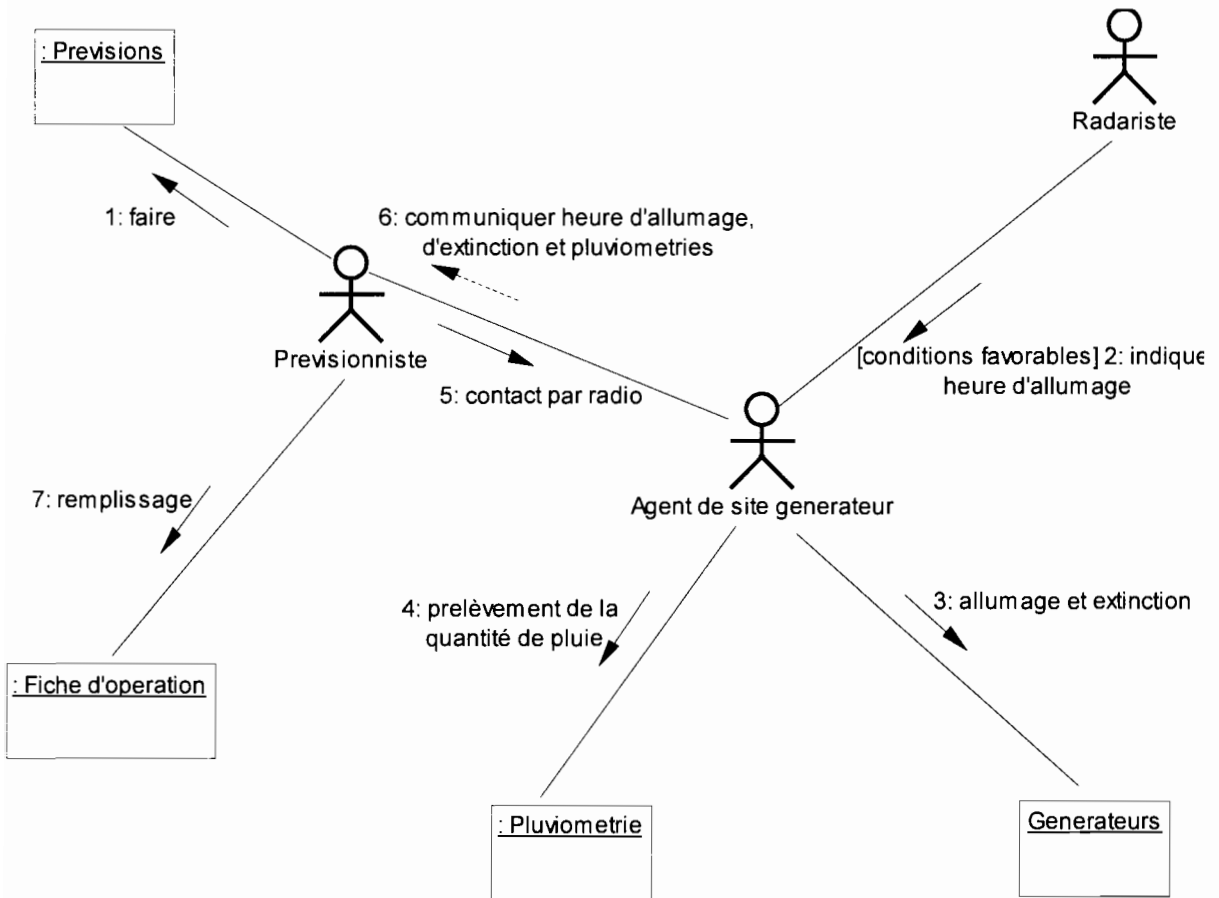 : Previsions
Radariste
1: faire
6: communiquer heure d'allumage,
d'extinction et pluviometries
Previsionniste
[conditions favorables] 2: indique
heure d'allumage
5: contact par radio
Agent de site generateur
7: remplissage
4: prelèvement de la
quantité de pluie
3: allumage et extinction
: Fiche d'operation
: Pluviometrie
Generateurs